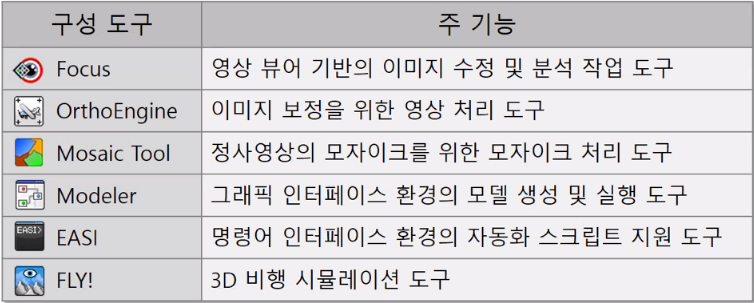 구성 도구 주 기능
Focus 영상 뷰어 기반의 이미지 수정 및 분석 작업 도구
OrthoEngine 이미지 보정을 위한 영상 처리 도구
Mosaic Tool 정사영상의 모자이크를 위한 모자이크 처리 도구
Modeler 그래픽 인터페이스 환경의 모델 생성 및 실행 도구
EASI> EASI 명령어 인터페이스 환경의 자동화 스크립트 지원 도구
FLY! 3D 비행 시뮬레이션 도구